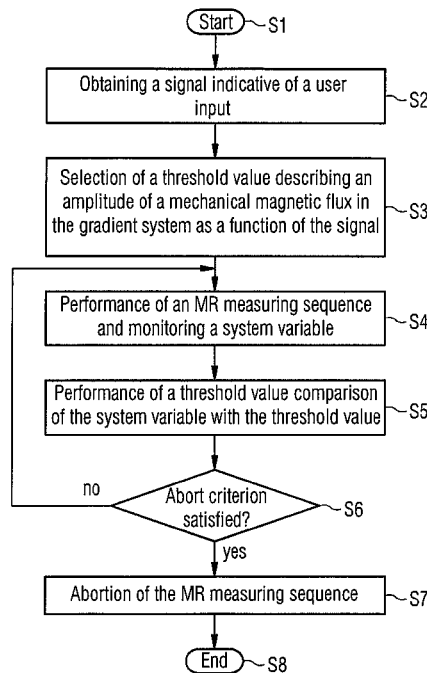 Start
S1
Obtaining a signal indicative of a user
input
S2
Selection of a threshold value describing an
amplitude of a mechanical magnetic flux in
the gradient system as a function of the signal
S3
Performance of an MR measuring sequence
and monitoring a system variable
S4
Performance of a threshold value comparison
of the system variable with the threshold value
S5
no
Abort criterion
satisfied?
S6
yes
Abortion of the MR measuring sequence
S7
End
S8